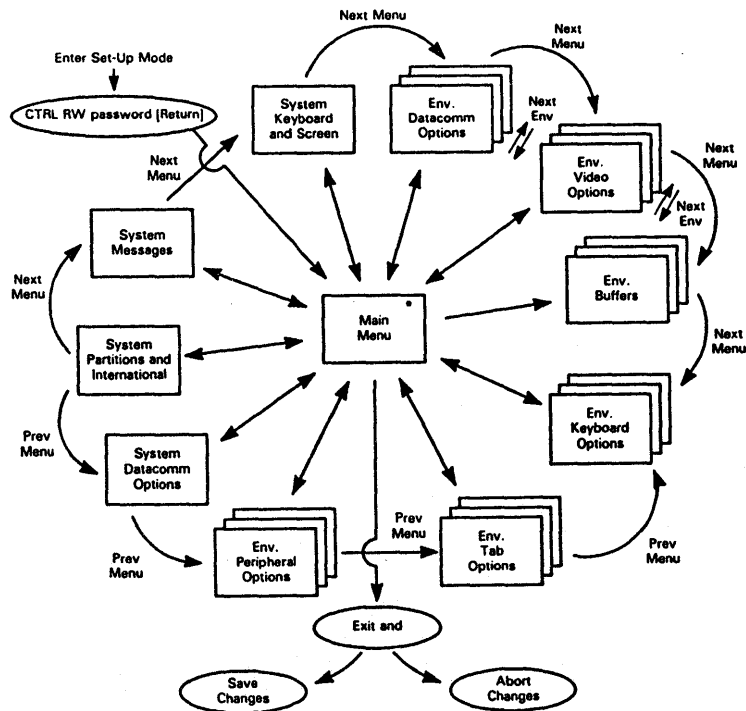 Next Menu
Enter Set-Up Mode
CTRL RW password [Return]
System
Keyboard
and Screen
Env.
Datacomm
Options
Next
Menu
Next
Env
Env.
Video
Options
Next
Menu
Next
Env
Next
Menu
System
Messages
Next
Menu
Env.
Buffers
Main
Menu
Next
Menu
System
Partitions and
International
Env.
Keyboard
Options
Prev
Menu
System
Datacomm
Options
Prev
Menu
Env.
Peripheral
Options
Prev
Menu
Env.
Tab
Options
Prev
Menu
Exit and
Save
Changes
Abort
Changes